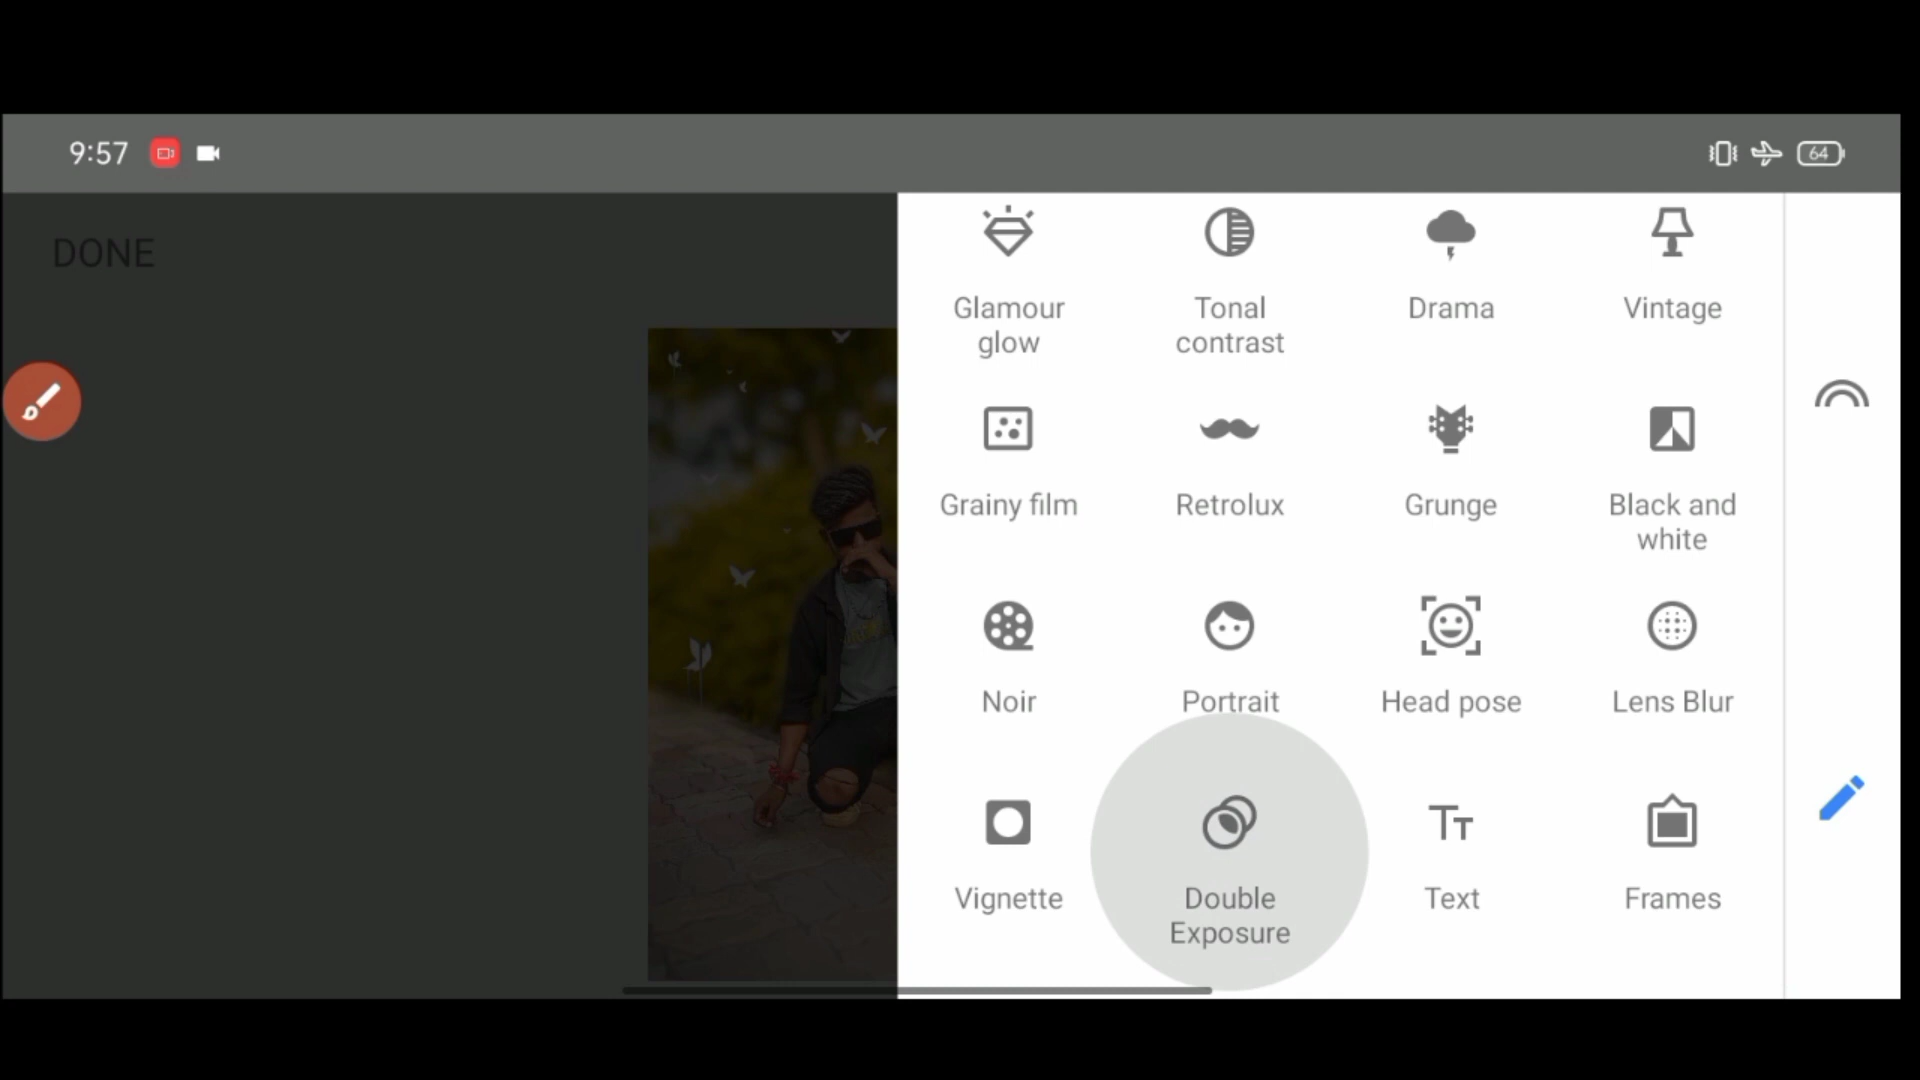 9:57
64
DONE
Glamour
glow
Tonal
contrast
Drama
Vintage
Grainy film
Retrolux
Grunge
Black and
white
Noir
Portrait
Head pose
Lens Blur
Vignette
Double
Exposure
Text
Frames